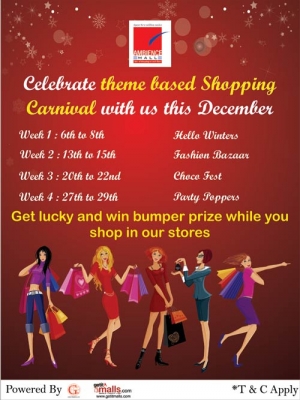 AMBIENCE
MALLS
Celebrate theme based Shopping
Carnival with us this December
Week 1 : 6th to 8th Hello Winters
Week 2 : 13th to 15th Fashion Bazaar
Week 3 : 20th to 22nd Choco Fest
Week 4 : 27th to 29th Party Poppers
Get lucky and win bumper prize while you
shop in our stores
Powered By malls.com *T & C Apply